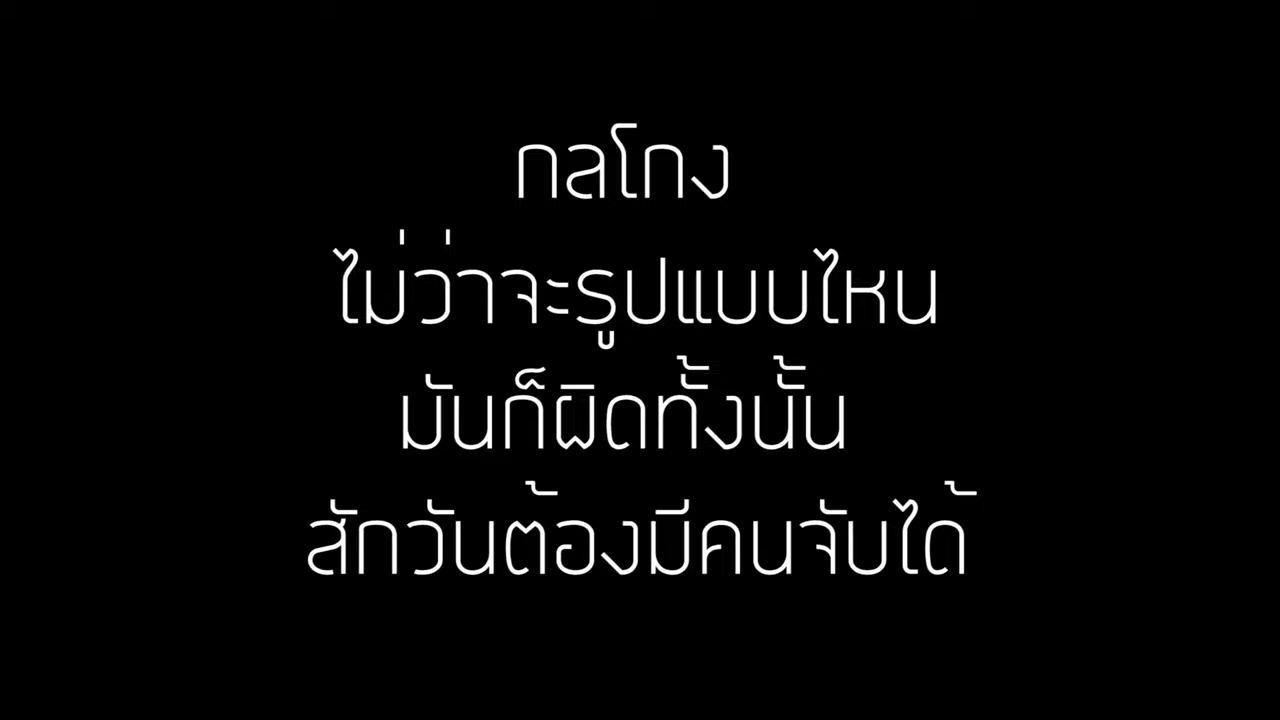 กลโกง
ไม่ว่าจะรูปแบบไหน
มันก็ผิดทั้งนั้น
สักวันต้องมีคนจับได้